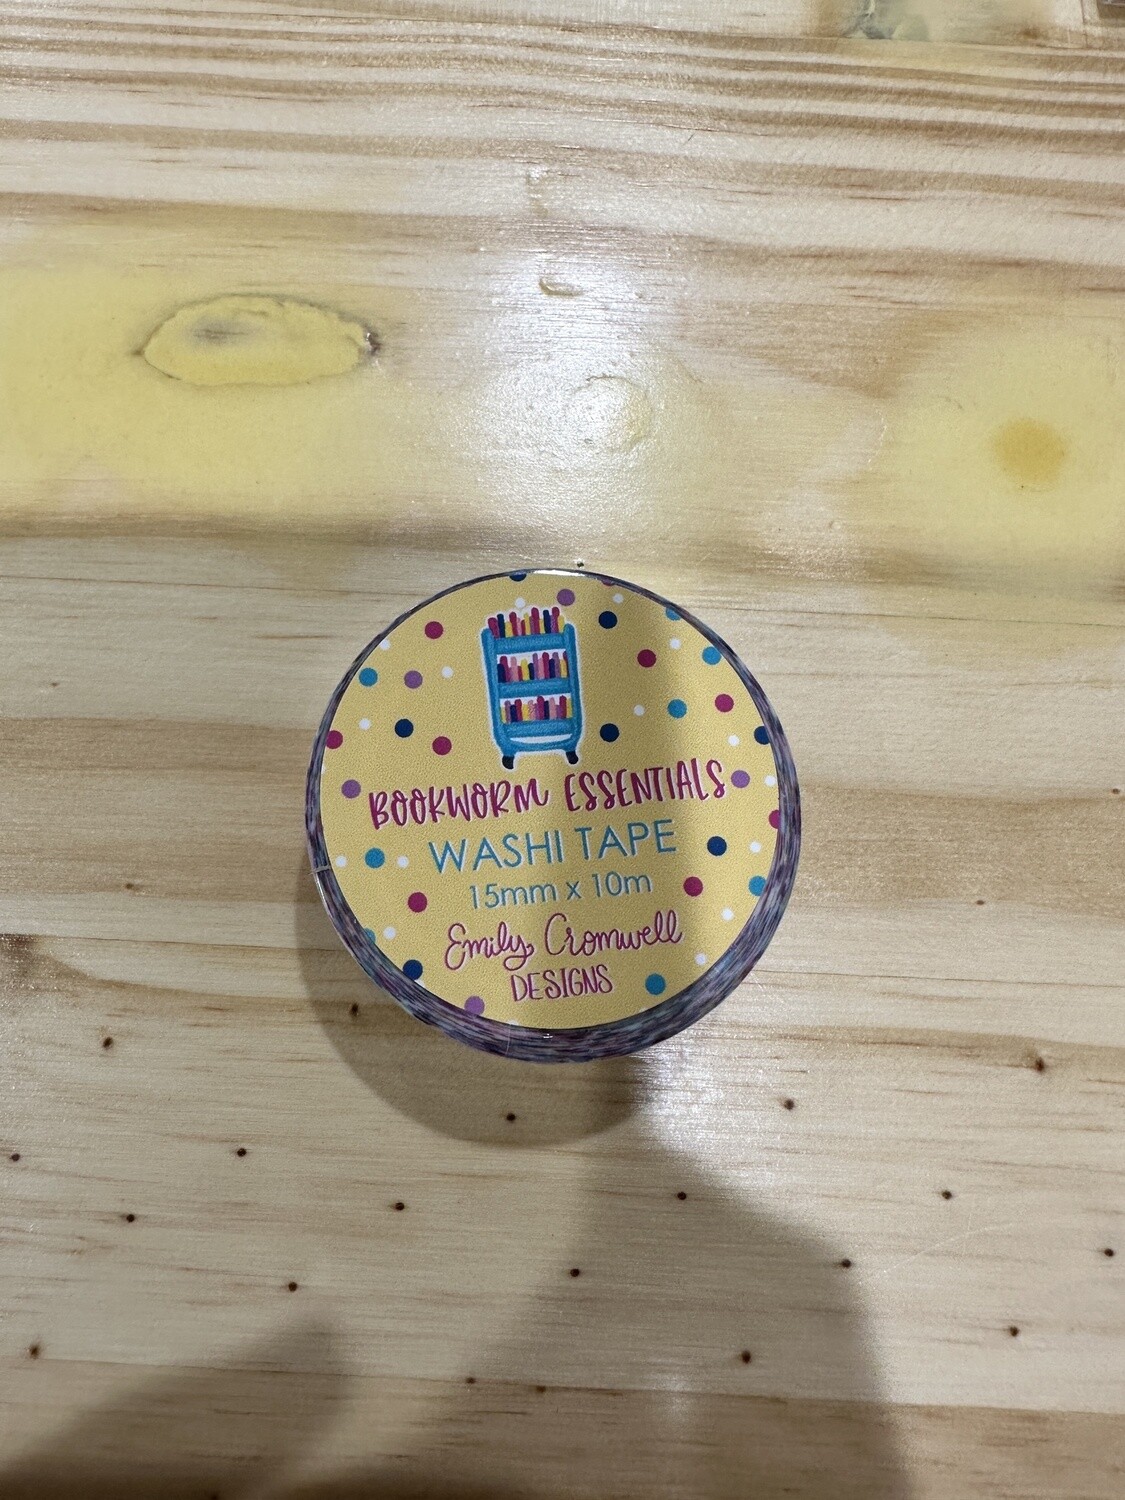 BOOKWORM ESSENTIALS
WASHI TAPE
15mm x 10m
Emily Cromwell
DESIGNS